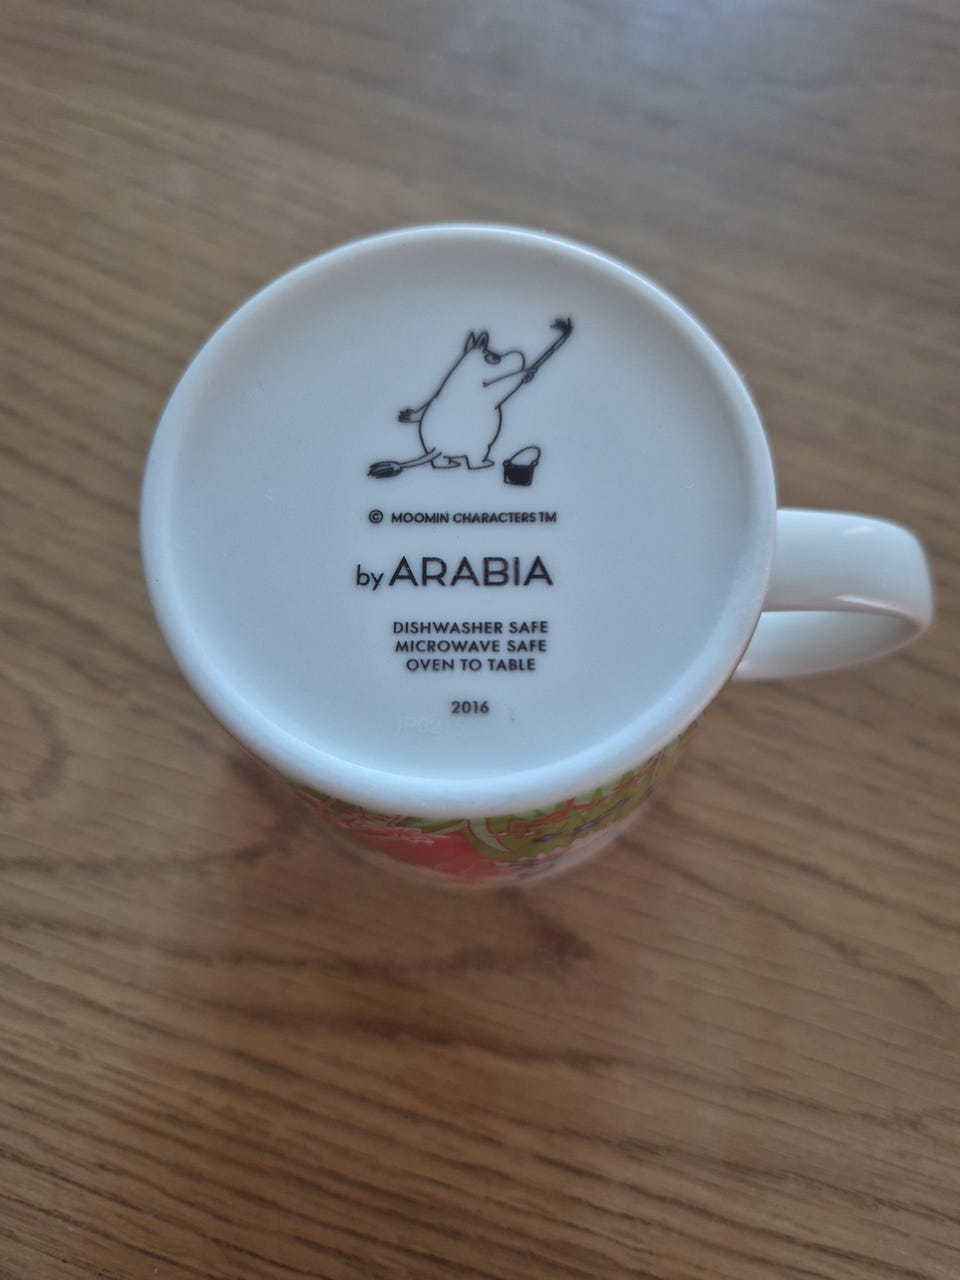 © MOOMIN CHARACTERS TM
by ARABIA
DISHWASHER SAFE
MICROWAVE SAFE
OVEN TO TABLE
2016